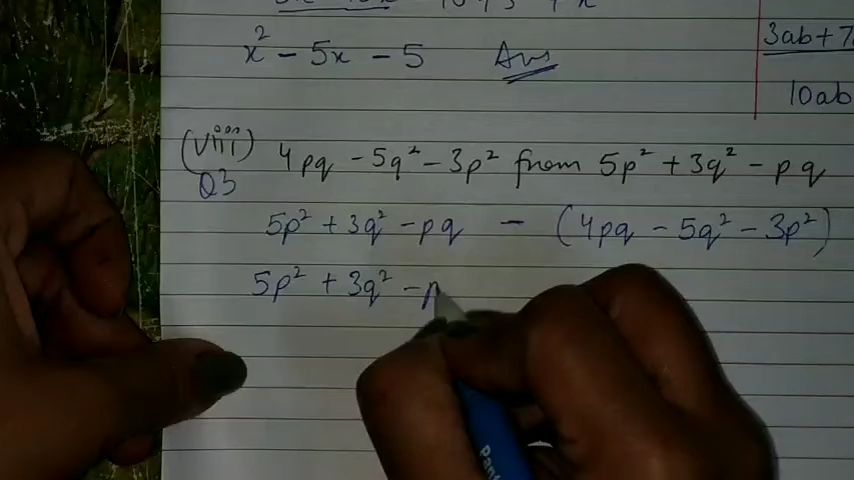 x² - 5x - 5 Ans
3ab + 7
10ab
(viii) 4pq - 5q² - 3p² from 5p² + 3q² - pq
Q3
5p² + 3q² - pq - (4pq - 5q² - 3p²)
5p² + 3q² - p